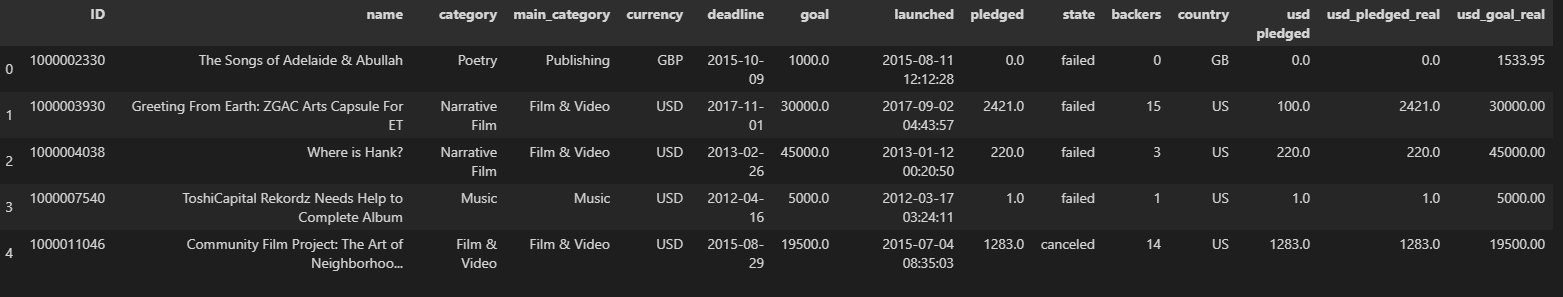 ID name category main_category currency deadline goal launched pledged state backers country usd pledged usd_pledged_real usd_goal_real
0 1000002330 The Songs of Adelaide & Abullah Poetry Publishing GBP 2015-10- 1000.0 2015-08-11 0.0 failed 0 GB 0.0 0.0 1533.95
09 12:12:28
1 1000003930 Greeting From Earth: ZGAC Arts Capsule For Narrative Film & Video USD 2017-11- 30000.0 2017-09-02 2421.0 failed 15 US 100.0 2421.0 30000.00
ET Film 01 04:43:57
2 1000004038 Where is Hank? Narrative Film & Video USD 2013-02- 45000.0 2013-01-12 220.0 failed 3 US 220.0 220.0 45000.00
Film 26 00:20:50
3 1000007540 ToshiCapital Rekordz Needs Help to Music Music USD 2012-04- 5000.0 2012-03-17 1.0 failed 1 US 1.0 1.0 5000.00
Complete Album 16 03:24:11
4 1000011046 Community Film Project: The Art of Film & Film & Video USD 2015-08- 19500.0 2015-07-04 1283.0 canceled 14 US 1283.0 1283.0 19500.00
Neighborhoo... Video 29 08:35:03